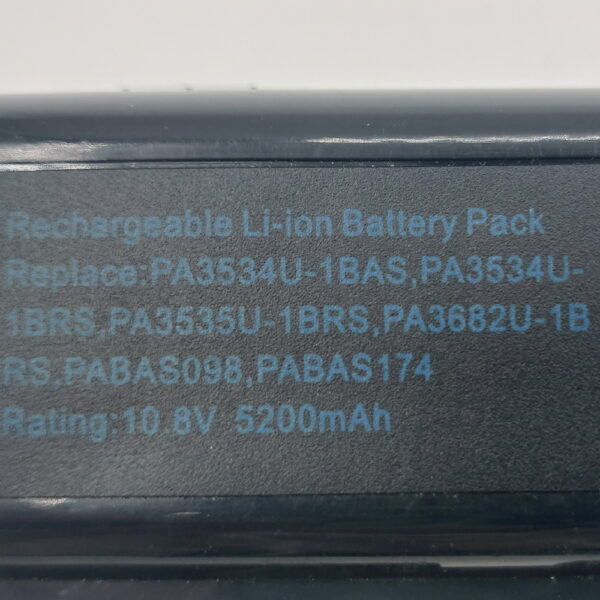 Rechargeable Li-ion Battery Pack
Replace:PA3534U-1BAS,PA3534U-
1BRS,PA3535U-1BRS,PA3682U-1B
RS,PABAS098,PABAS174
Rating:10.8V 5200mAh